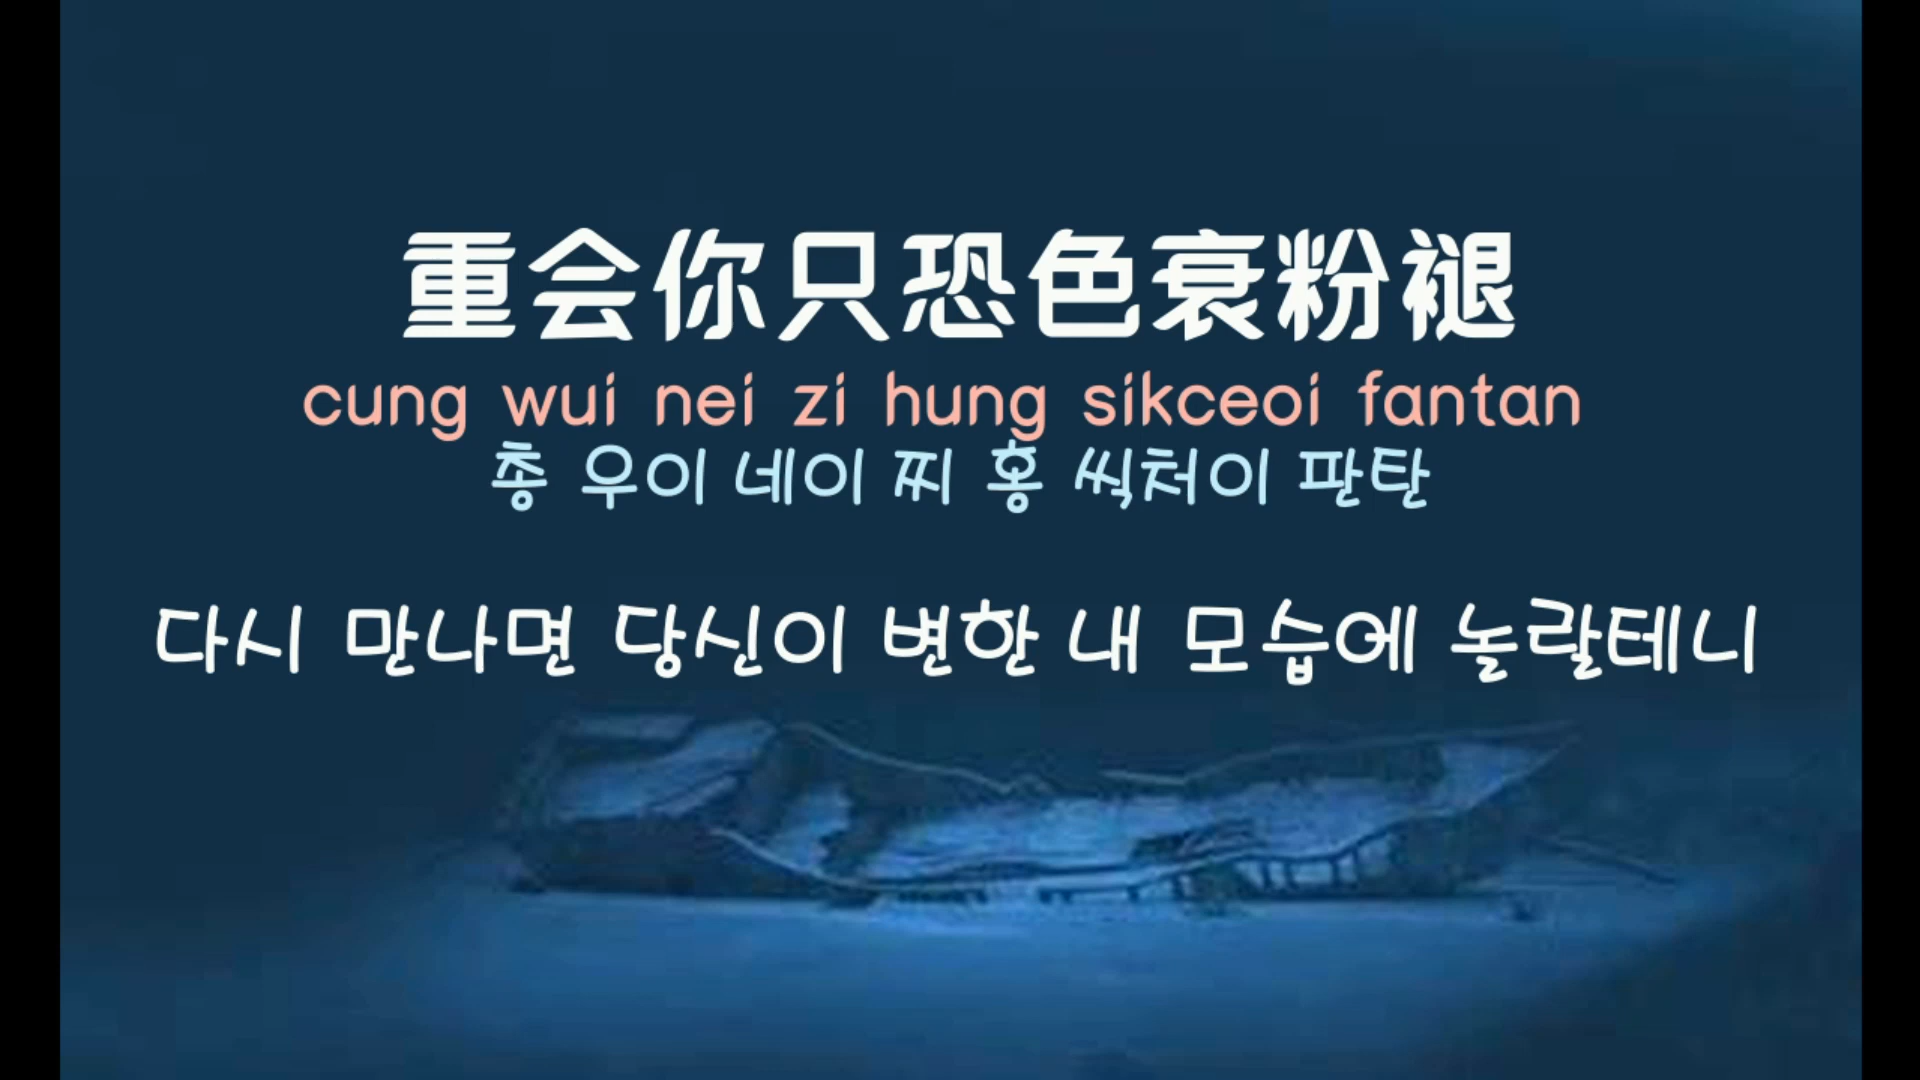 重会你只恐色衰粉褪
cung wui nei zi hung sikceoi fantan
총 우이 네이 찌 홍 씩처이 판탄
다시 만나면 당신이 변한 내 모습에 놀랄테니